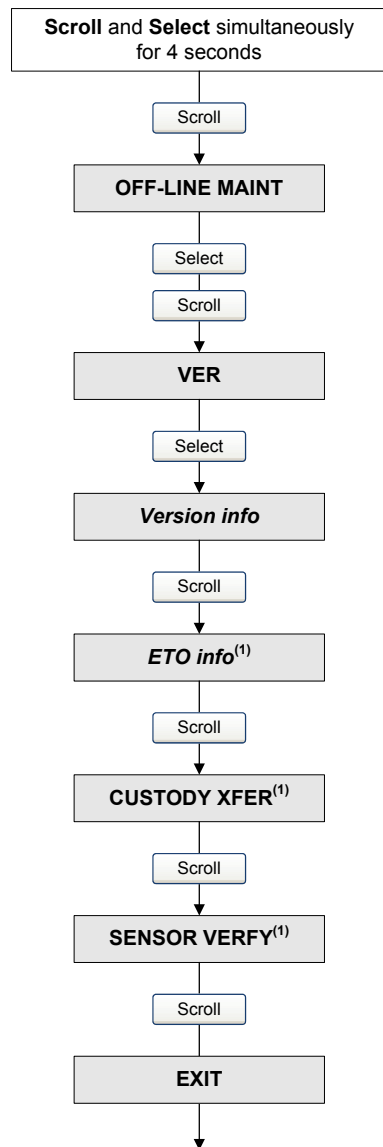 Scroll and Select simultaneously
for 4 seconds
Scroll
OFF-LINE MAINT
Select
Scroll
VER
Select
Version info
Scroll
ETO info(1)
Scroll
CUSTODY XFER(1)
Scroll
SENSOR VERFY(1)
Scroll
EXIT